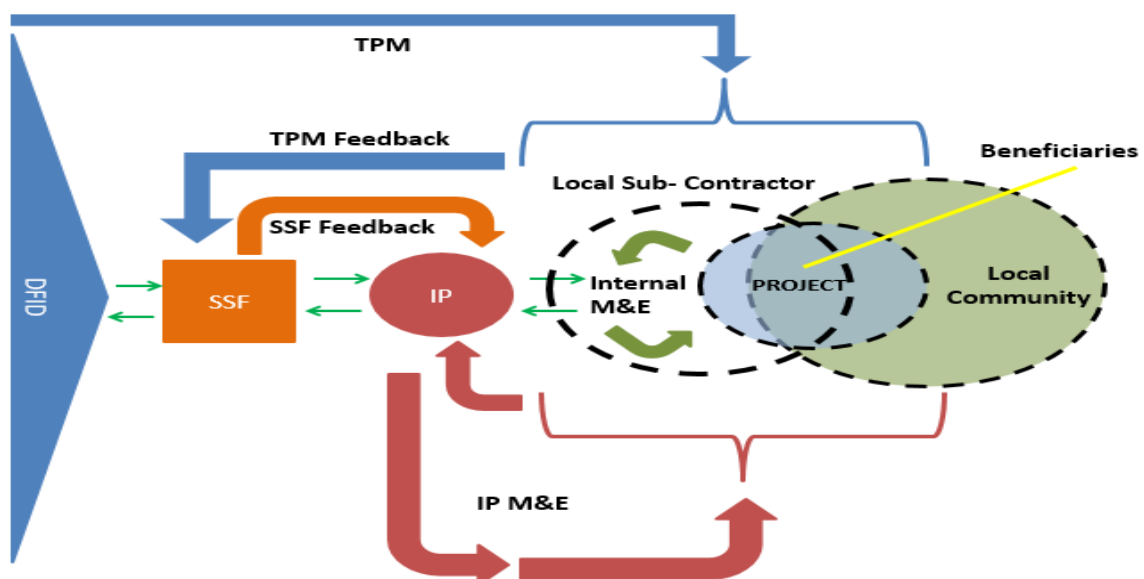 TPM
TPM Feedback
Beneficiaries
Local Sub- Contractor
SSF Feedback
DFID
SSF
IP
Internal
M&E
PROJECT
Local
Community
IP M&E